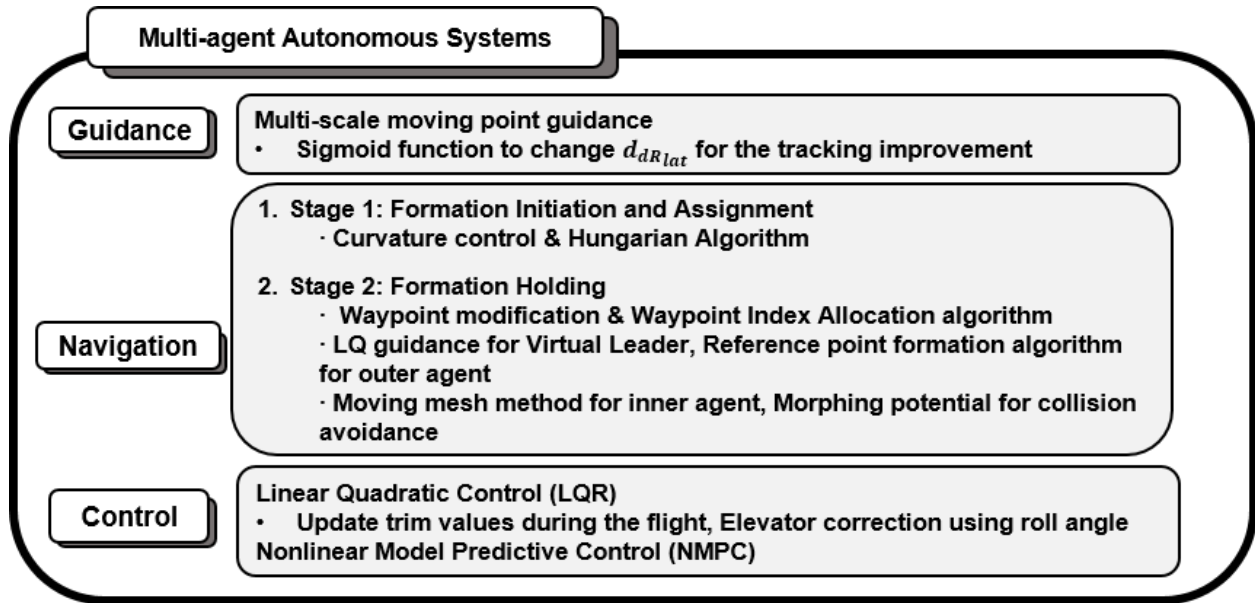 Multi-agent Autonomous Systems
Guidance
Multi-scale moving point guidance
• Sigmoid function to change d_{dR_{lat}} for the tracking improvement
Navigation
1. Stage 1: Formation Initiation and Assignment
· Curvature control & Hungarian Algorithm
2. Stage 2: Formation Holding
· Waypoint modification & Waypoint Index Allocation algorithm
· LQ guidance for Virtual Leader, Reference point formation algorithm
for outer agent
· Moving mesh method for inner agent, Morphing potential for collision
avoidance
Control
Linear Quadratic Control (LQR)
• Update trim values during the flight, Elevator correction using roll angle
Nonlinear Model Predictive Control (NMPC)